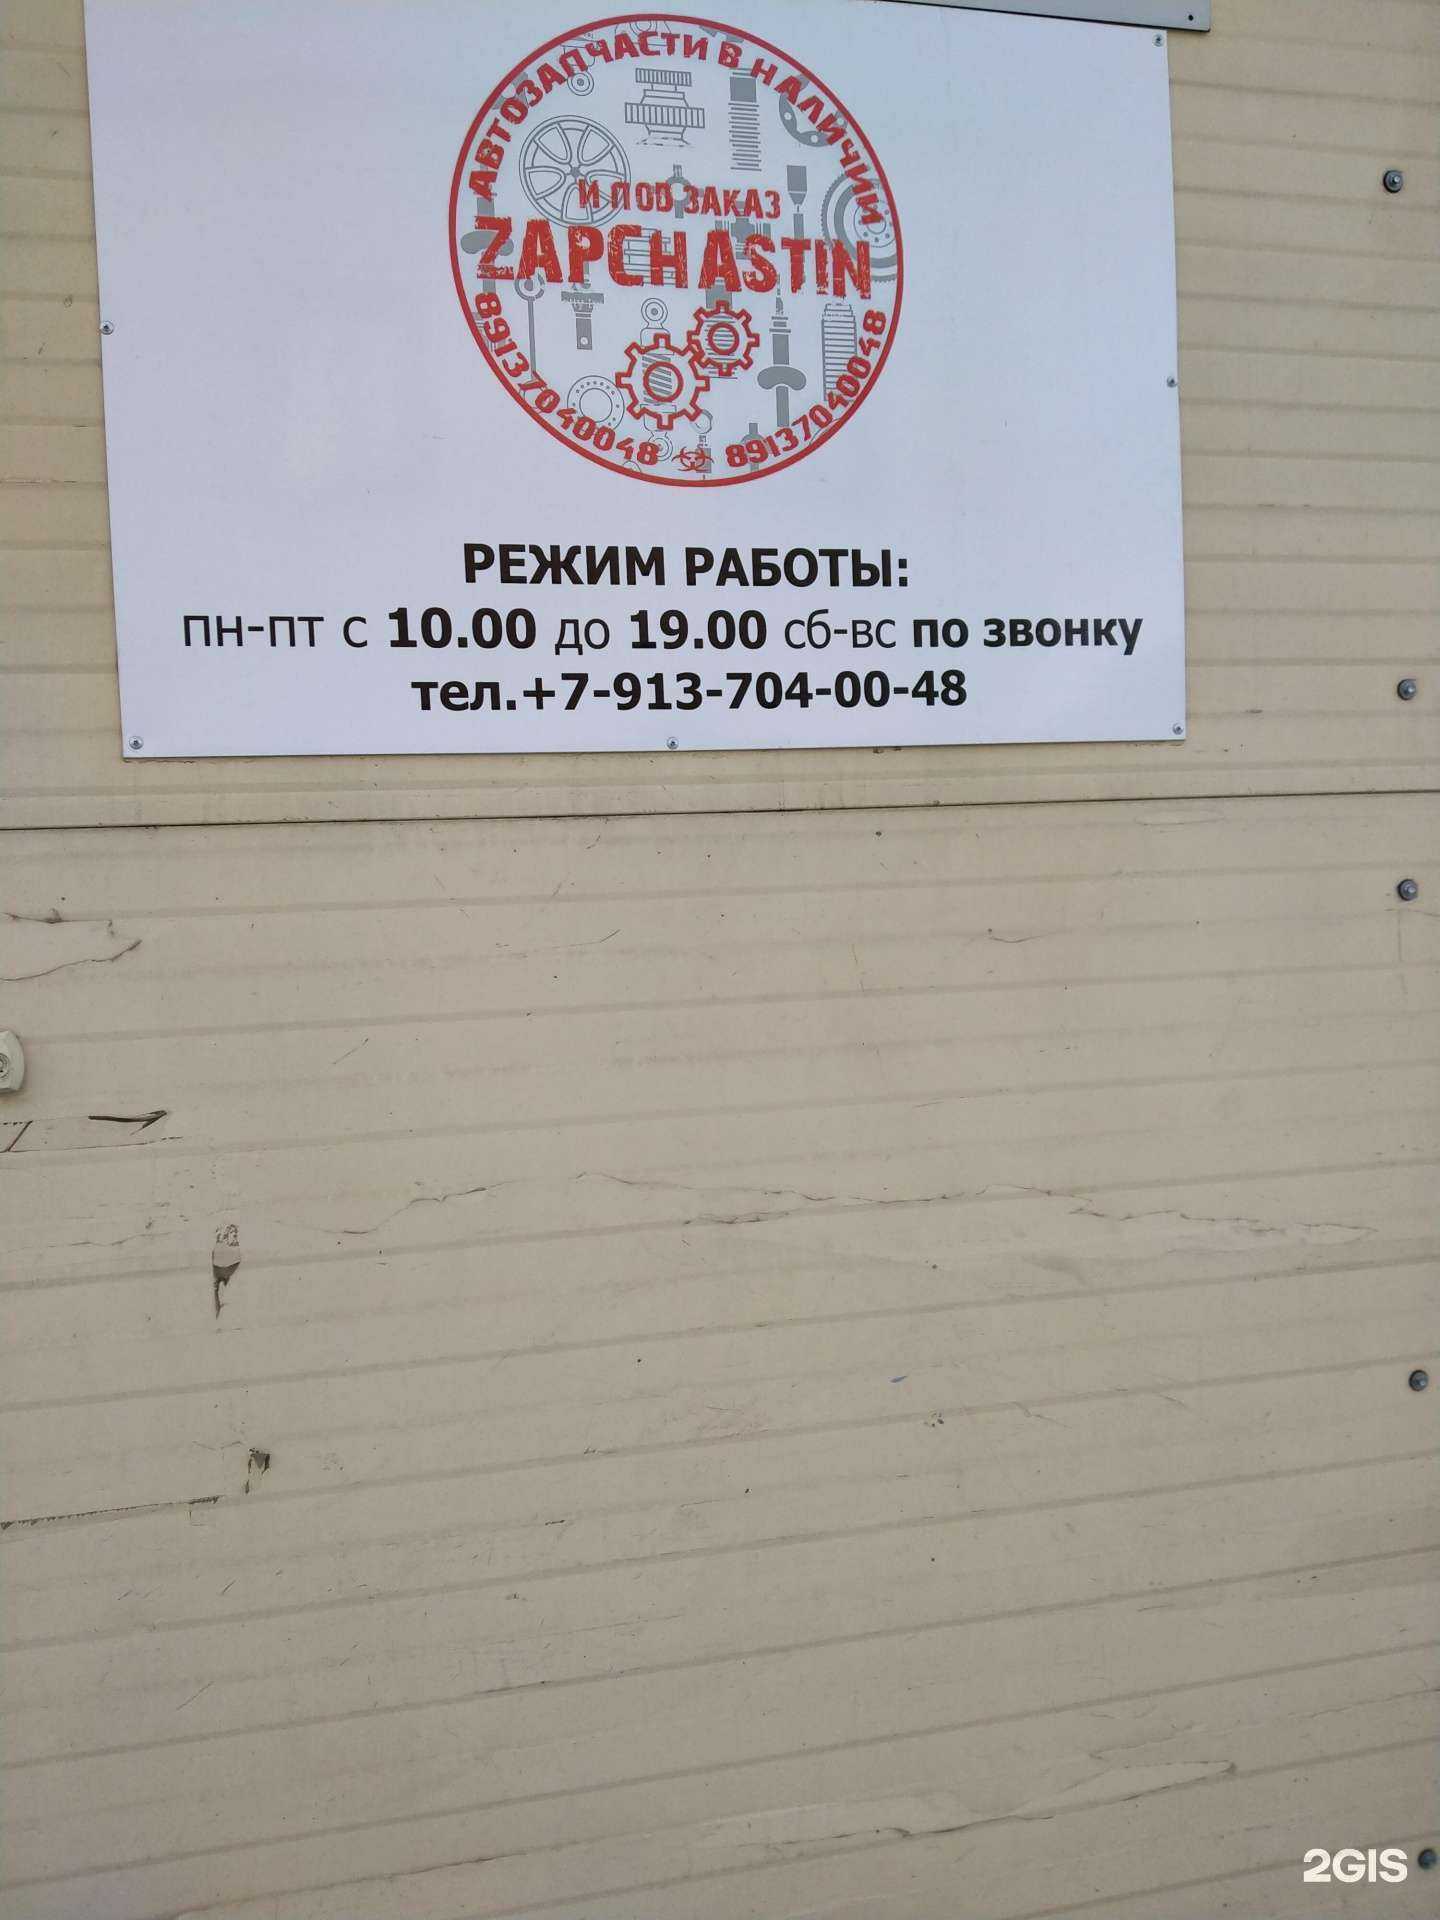 АВТОЗАПЧАСТИ В НАЛИЧИИ
И ПОД ЗАКАЗ
ZAPCHASTIN
89137040048 89137040048
РЕЖИМ РАБОТЫ:
пн-пт с 10.00 до 19.00 сб-вс по звонку
тел.+7-913-704-00-48
2GIS